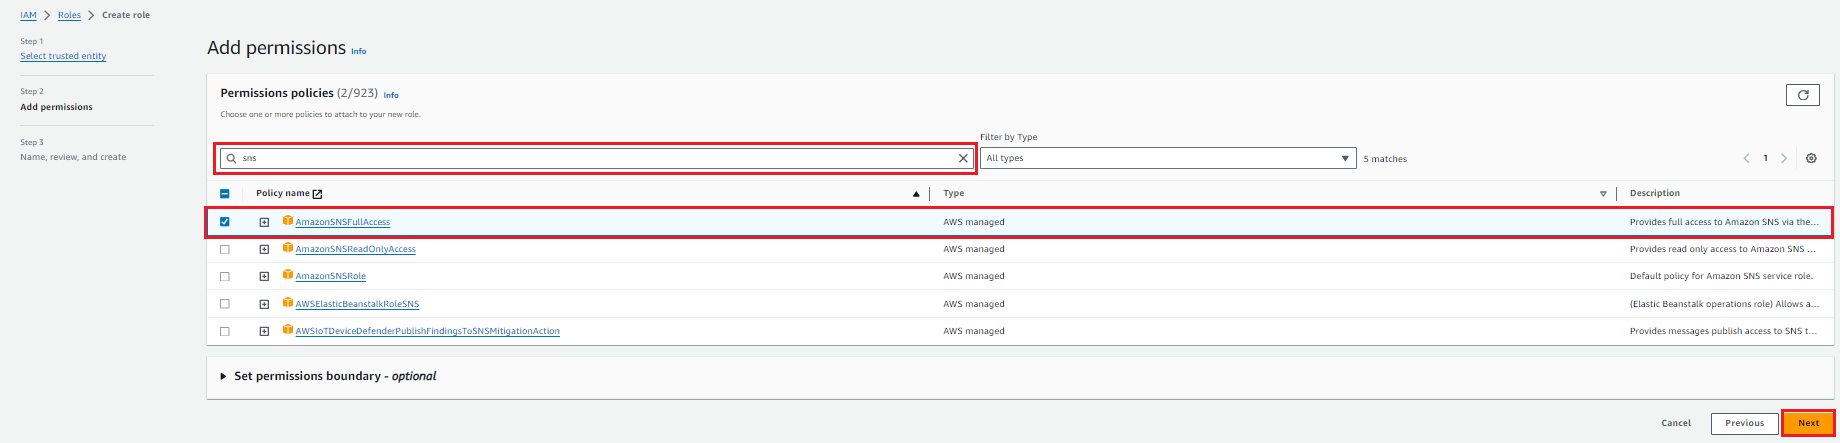 IAM > Roles > Create role
Step 1
Select trusted entity
Step 2
Add permissions
Step 3
Name, review, and create
Add permissions Info
Permissions policies (2/923) Info
Choose one or more policies to attach to your new role.
Filter by Type
sns
All types
5 matches
1
Policy name Type Description
AmazonSNSFullAccess AWS managed Provides full access to Amazon SNS via the...
AmazonSNSReadOnlyAccess AWS managed Provides read only access to Amazon SNS ...
AmazonSNSRole AWS managed Default policy for Amazon SNS service role.
AWSElasticBeanstalkRoleSNS AWS managed (Elastic Beanstalk operations role) Allows a...
AWSIoTDeviceDefenderPublishFindingsToSNSMitigationAction AWS managed Provides messages publish access to SNS t...
Set permissions boundary - optional
Cancel Previous Next